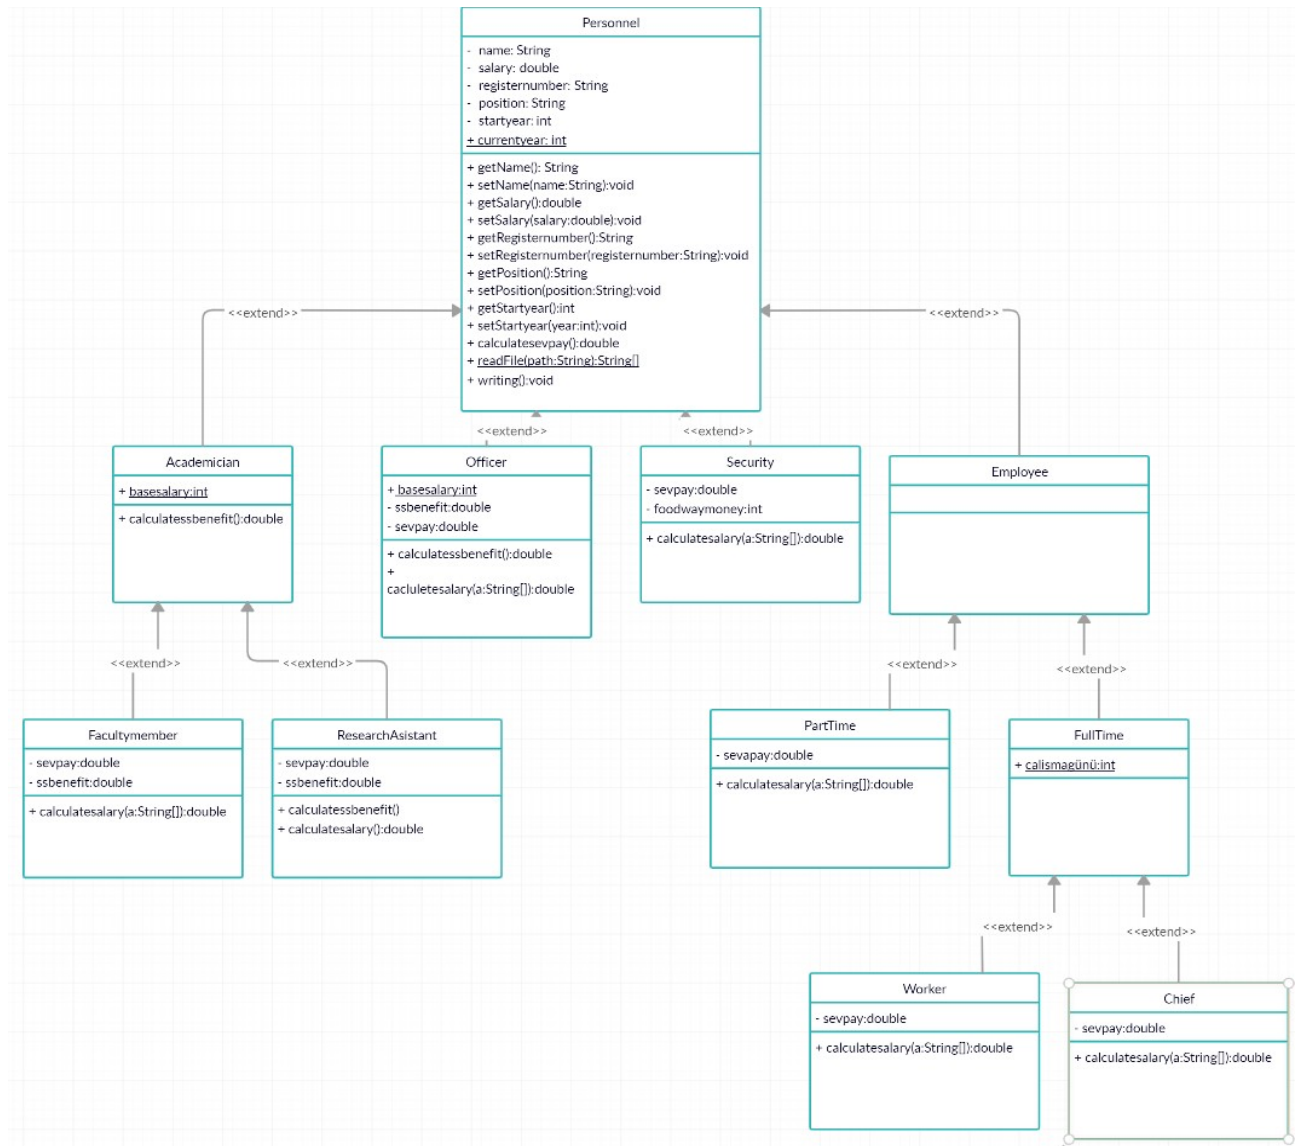 Personnel
- name: String
- salary: double
- registernumber: String
- position: String
- startyear: int
+ currentyear: int
+ getName(): String
+ setName(name:String):void
+ getSalary():double
+ setSalary(salary:double):void
+ getRegisternumber():String
+ setRegisternumber(registernumber:String):void
+ getPosition():String
+ setPosition(position:String):void
+ getStartyear():int
+ setStartyear(year:int):void
+ calculatesevpay():double
+ readFile(path:String):String[]
+ writing():void
<<extend>>
<<extend>>
<<extend>>
<<extend>>
Academician
+ basesalary:int
+ calculatessbenefit():double
Officer
+ basesalary:int
- ssbenefit:double
- sevpay:double
+ calculatessbenefit():double
+
cacluletesalary(a:String[]):double
Security
- sevpay:double
- foodwaymoney:int
+ calculatesalary(a:String[]):double
Employee
<<extend>>
<<extend>>
<<extend>>
<<extend>>
Facultymember
- sevpay:double
- ssbenefit:double
+ calculatesalary(a:String[]):double
ResearchAsistant
- sevpay:double
- ssbenefit:double
+ calculatessbenefit()
+ calculatesalary():double
PartTime
- sevapay:double
+ calculatesalary(a:String[]):double
FullTime
+ calismagünü:int
<<extend>>
<<extend>>
Worker
- sevpay:double
+ calculatesalary(a:String[]):double
Chief
- sevpay:double
+ calculatesalary(a:String[]):double